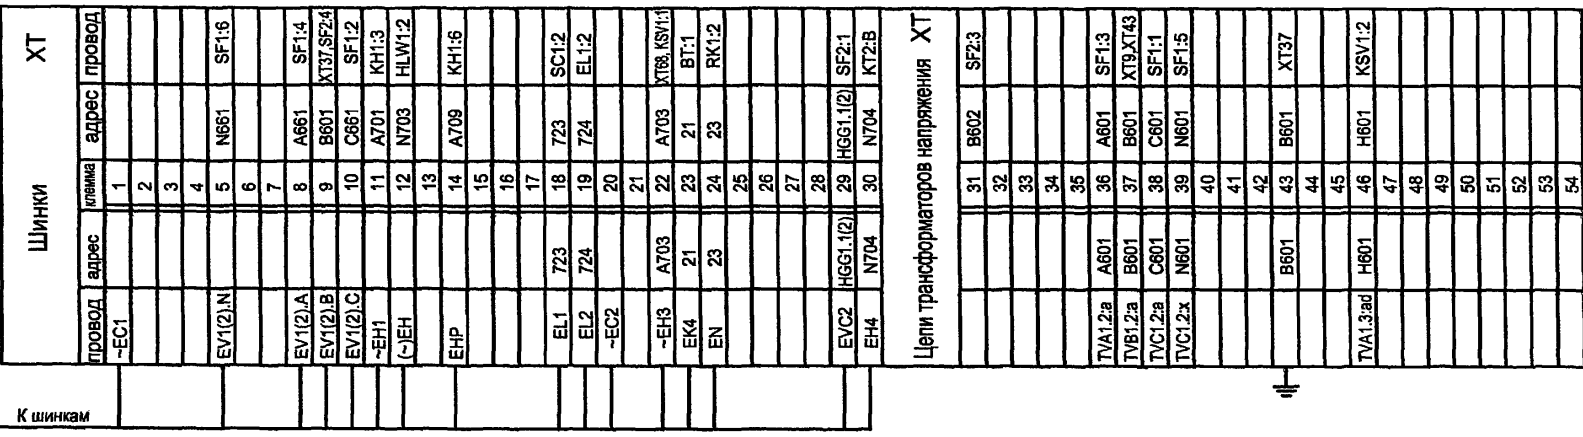 Шинки XT
провод адрес клемма адрес провод
~EC1 1
2
3
4
EV1(2).N 5 N661 SF1:6
6
7
EV1(2).A 8 A661 SF1:4
EV1(2).B 9 B601 XT37,SF2:4
EV1(2).C 10 C661 SF1:2
~EH1 11 A701 KH1:3
(~)EH 12 N703 HLW1:2
13
EHP 14 A709 KH1:6
15
16
17
EL1 723 18 723 SC1:2
EL2 724 19 724 EL1:2
~EC2 20
21
~EH3 A703 22 A703 XT68, KSV1:1
EK4 21 23 21 BT:1
EN 23 24 23 RK1:2
25
26
27
28
EVC2 HGG1.1(2) 29 HGG1.1(2) SF2:1
EH4 N704 30 N704 KT2:B
К шинкам
Цепи трансформаторов напряжения XT
31 B602 SF2:3
32
33
34
35
TVA1.2:a A601 36 A601 SF1:3
TVB1.2:a B601 37 B601 XT9,XT43
TVC1.2:a C601 38 C601 SF1:1
TVC1.2:x N601 39 N601 SF1:5
40
41
42
B601 43 B601 XT37
44
45
TVA1.3:ad H601 46 H601 KSV1:2
47
48
49
50
51
52
53
54